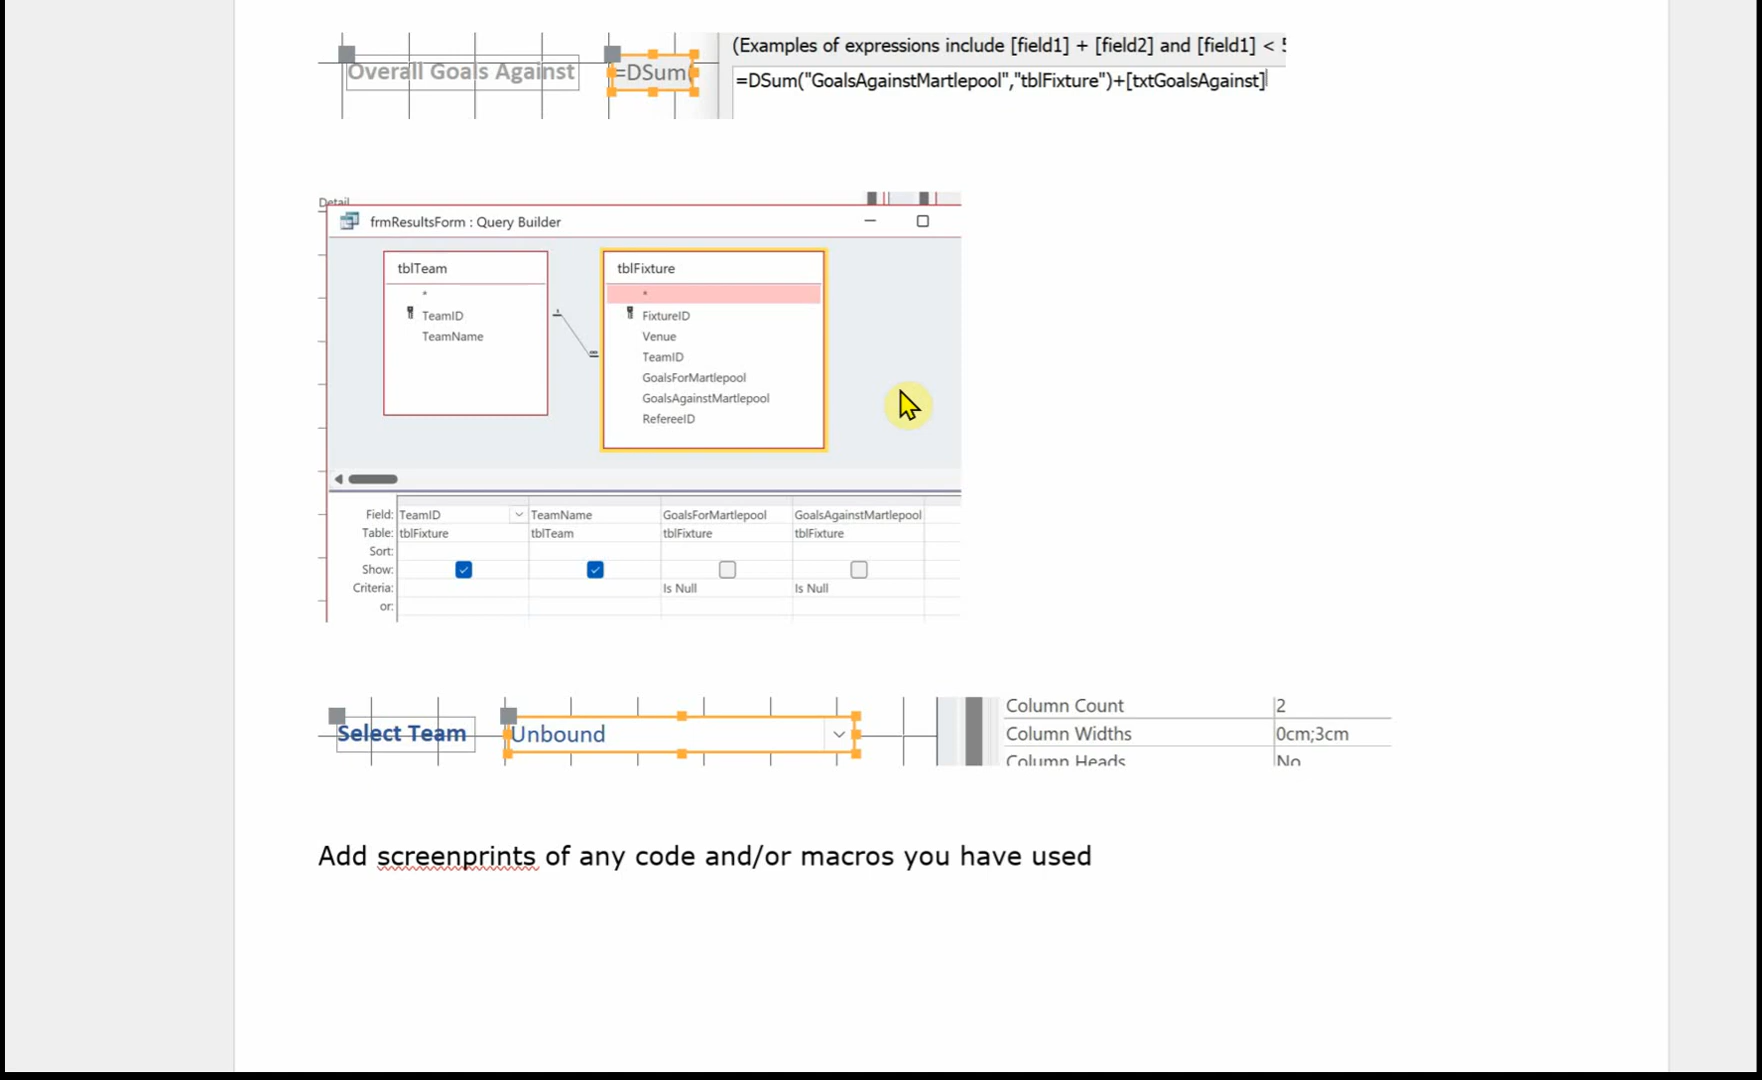 (Examples of expressions include [field1] + [field2] and [field1] < 5
Overall Goals Against
=DSum(
=DSum("GoalsAgainstMartlepool","tblFixture")+[txtGoalsAgainst]
Detail
frmResultsForm : Query Builder
tblTeam
*
TeamID
TeamName
tblFixture
*
FixtureID
Venue
TeamID
GoalsForMartlepool
GoalsAgainstMartlepool
RefereeID
Field: TeamID TeamName GoalsForMartlepool GoalsAgainstMartlepool
Table: tblFixture tblTeam tblFixture tblFixture
Sort:
Show:
Criteria: Is Null Is Null
or:
Select Team
Unbound
Column Count 2
Column Widths 0cm;3cm
Column Heads No
Add screenprints of any code and/or macros you have used